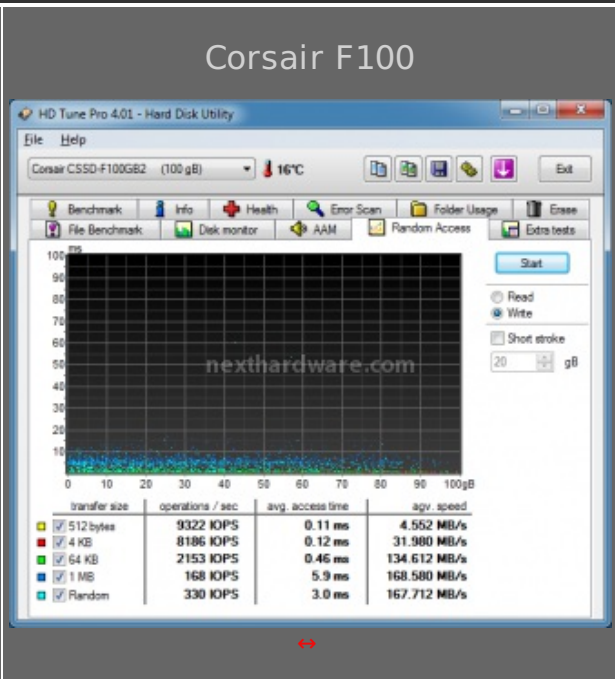 Corsair F100
HD Tune Pro 4.01 - Hard Disk Utility
File Help
Corsair CSSD-F100GB2 (100 gB) 16°C Exit
Benchmark Info Health Error Scan Folder Usage Erase
File Benchmark Disk monitor AAM Random Access Extra tests
ms
100
90
80
70
60
50
40
30
20
10
0 10 20 30 40 50 60 70 80 90 100gB
Start
Read
Write
Short stroke
20 gB
nexthardware.com
transfer size operations / sec avg. access time agv. speed
512 bytes 9322 IOPS 0.11 ms 4.552 MB/s
4 KB 8186 IOPS 0.12 ms 31.980 MB/s
64 KB 2153 IOPS 0.46 ms 134.612 MB/s
1 MB 168 IOPS 5.9 ms 168.580 MB/s
Random 330 IOPS 3.0 ms 167.712 MB/s